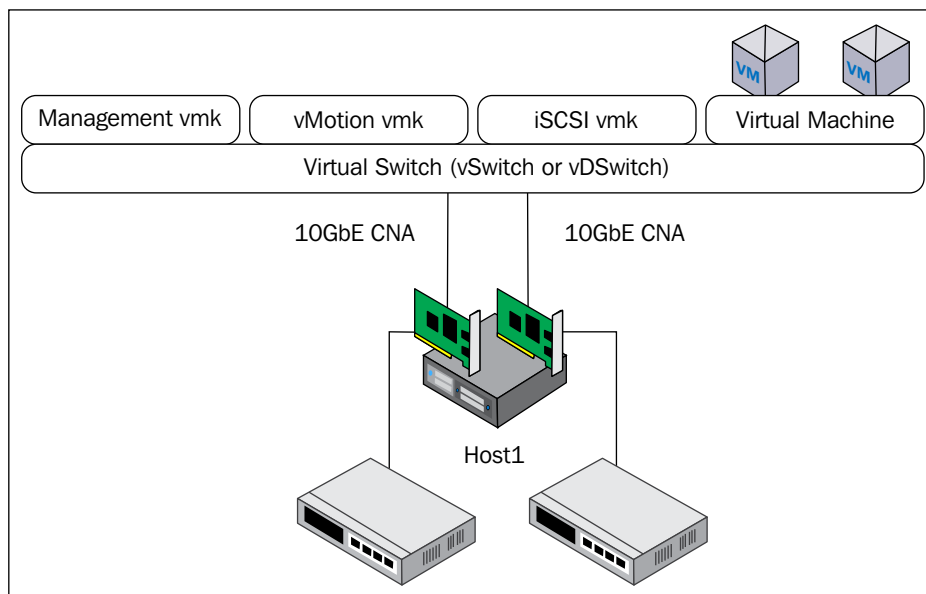 VM VM
Management vmk vMotion vmk iSCSI vmk Virtual Machine
Virtual Switch (vSwitch or vDSwitch)
10GbE CNA 10GbE CNA
Host1